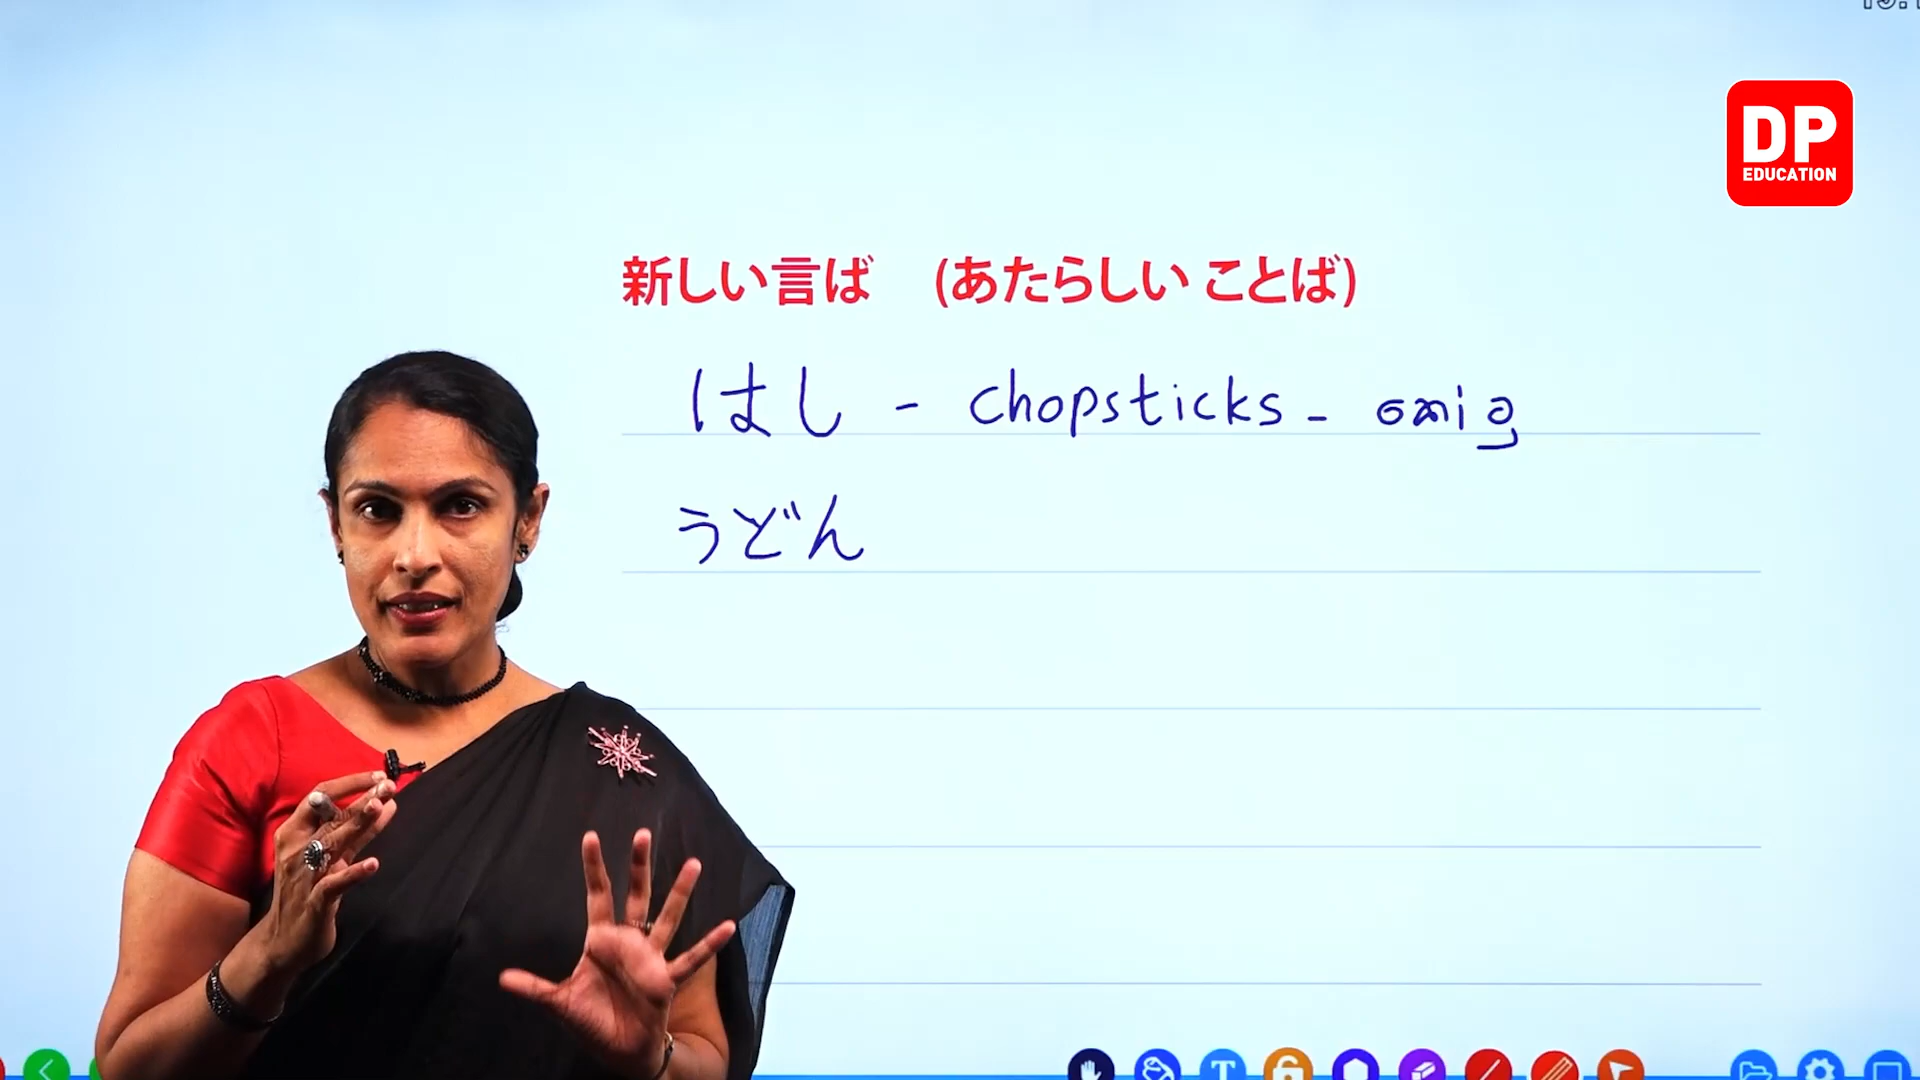 DP
EDUCATION
新しい言ば (あたらしい ことば)
はし - chopsticks -
うどん